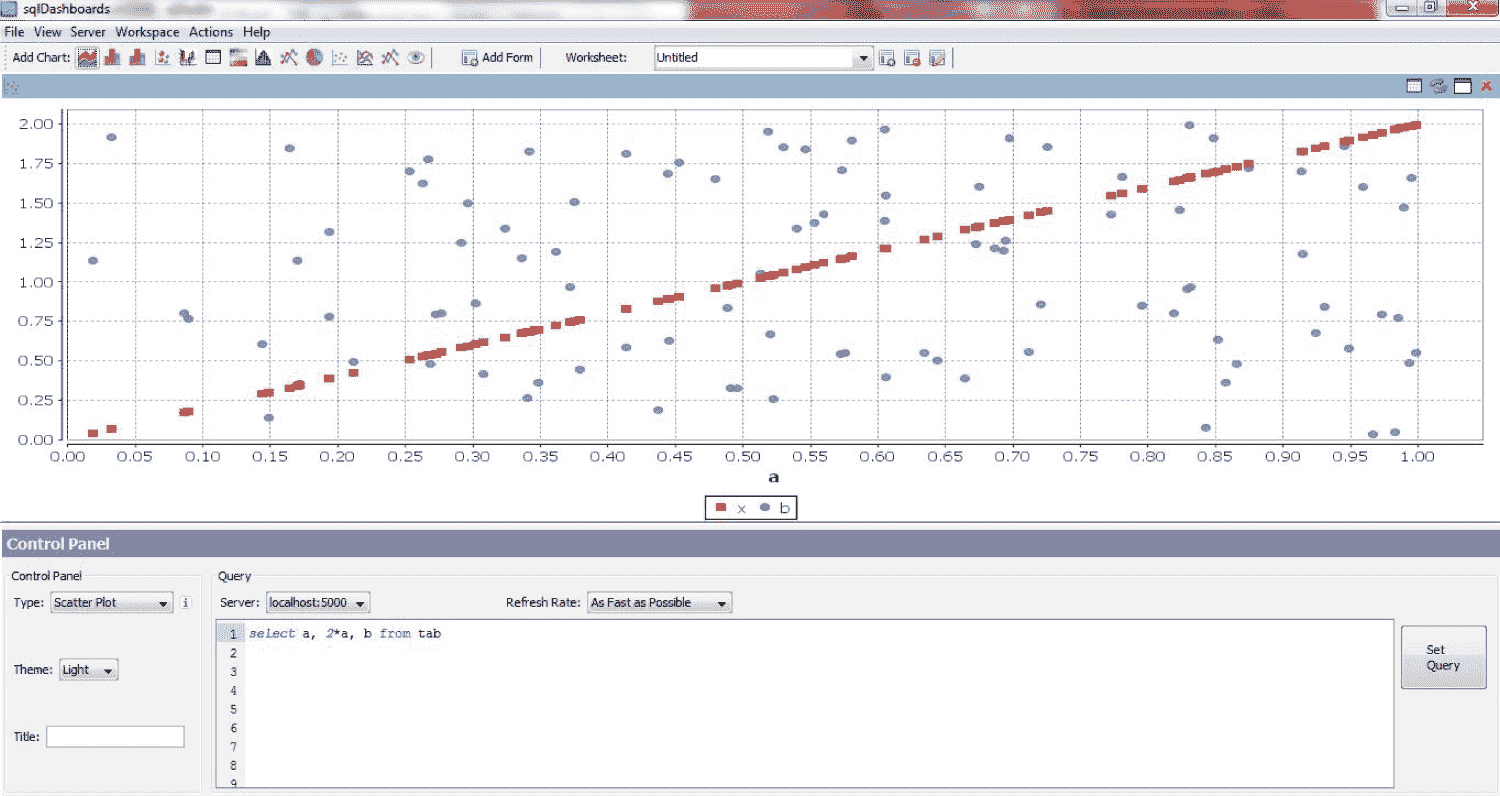 sqlDashboards
File View Server Workspace Actions Help
Add Chart: Add Form Worksheet: Untitled
2.00
1.75
1.50
1.25
1.00
0.75
0.50
0.25
0.00
0.00 0.05 0.10 0.15 0.20 0.25 0.30 0.35 0.40 0.45 0.50 0.55 0.60 0.65 0.70 0.75 0.80 0.85 0.90 0.95 1.00
a
x b
Control Panel
Control Panel Query
Type: Scatter Plot i Server: localhost:5000 Refresh Rate: As Fast as Possible
1 select a, 2*a, b from tab
2
3
4
5
6
7
8
9
Set
Query
Theme: Light
Title: